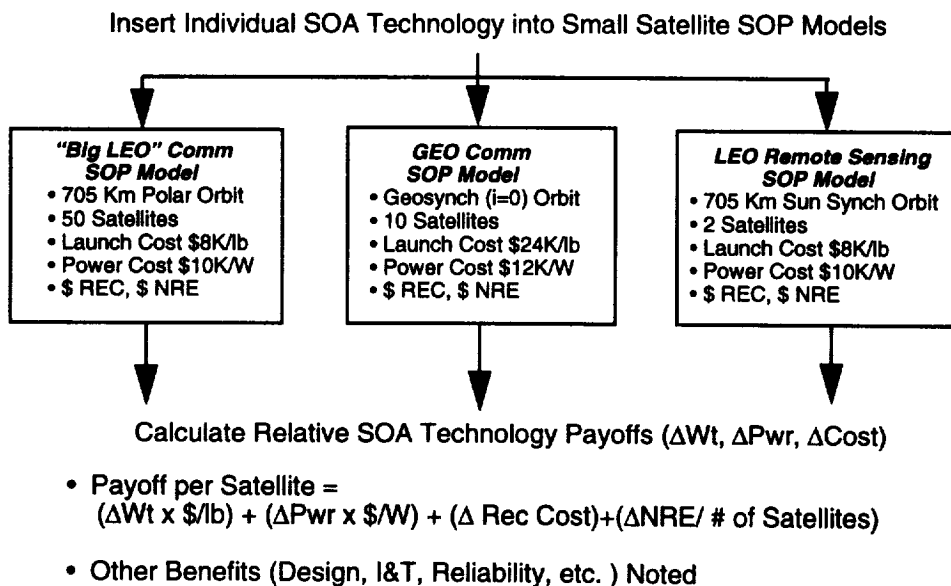 Insert Individual SOA Technology into Small Satellite SOP Models
"Big LEO" Comm
SOP Model
• 705 Km Polar Orbit
• 50 Satellites
• Launch Cost $8K/lb
• Power Cost $10K/W
• $ REC, $ NRE
GEO Comm
SOP Model
• Geosynch (i=0) Orbit
• 10 Satellites
• Launch Cost $24K/lb
• Power Cost $12K/W
• $ REC, $ NRE
LEO Remote Sensing
SOP Model
• 705 Km Sun Synch Orbit
• 2 Satellites
• Launch Cost $8K/lb
• Power Cost $10K/W
• $ REC, $ NRE
Calculate Relative SOA Technology Payoffs (ΔWt, ΔPwr, ΔCost)
• Payoff per Satellite =
(ΔWt x $/lb) + (ΔPwr x $/W) + (Δ Rec Cost)+(ΔNRE/ # of Satellites)
• Other Benefits (Design, I&T, Reliability, etc. ) Noted